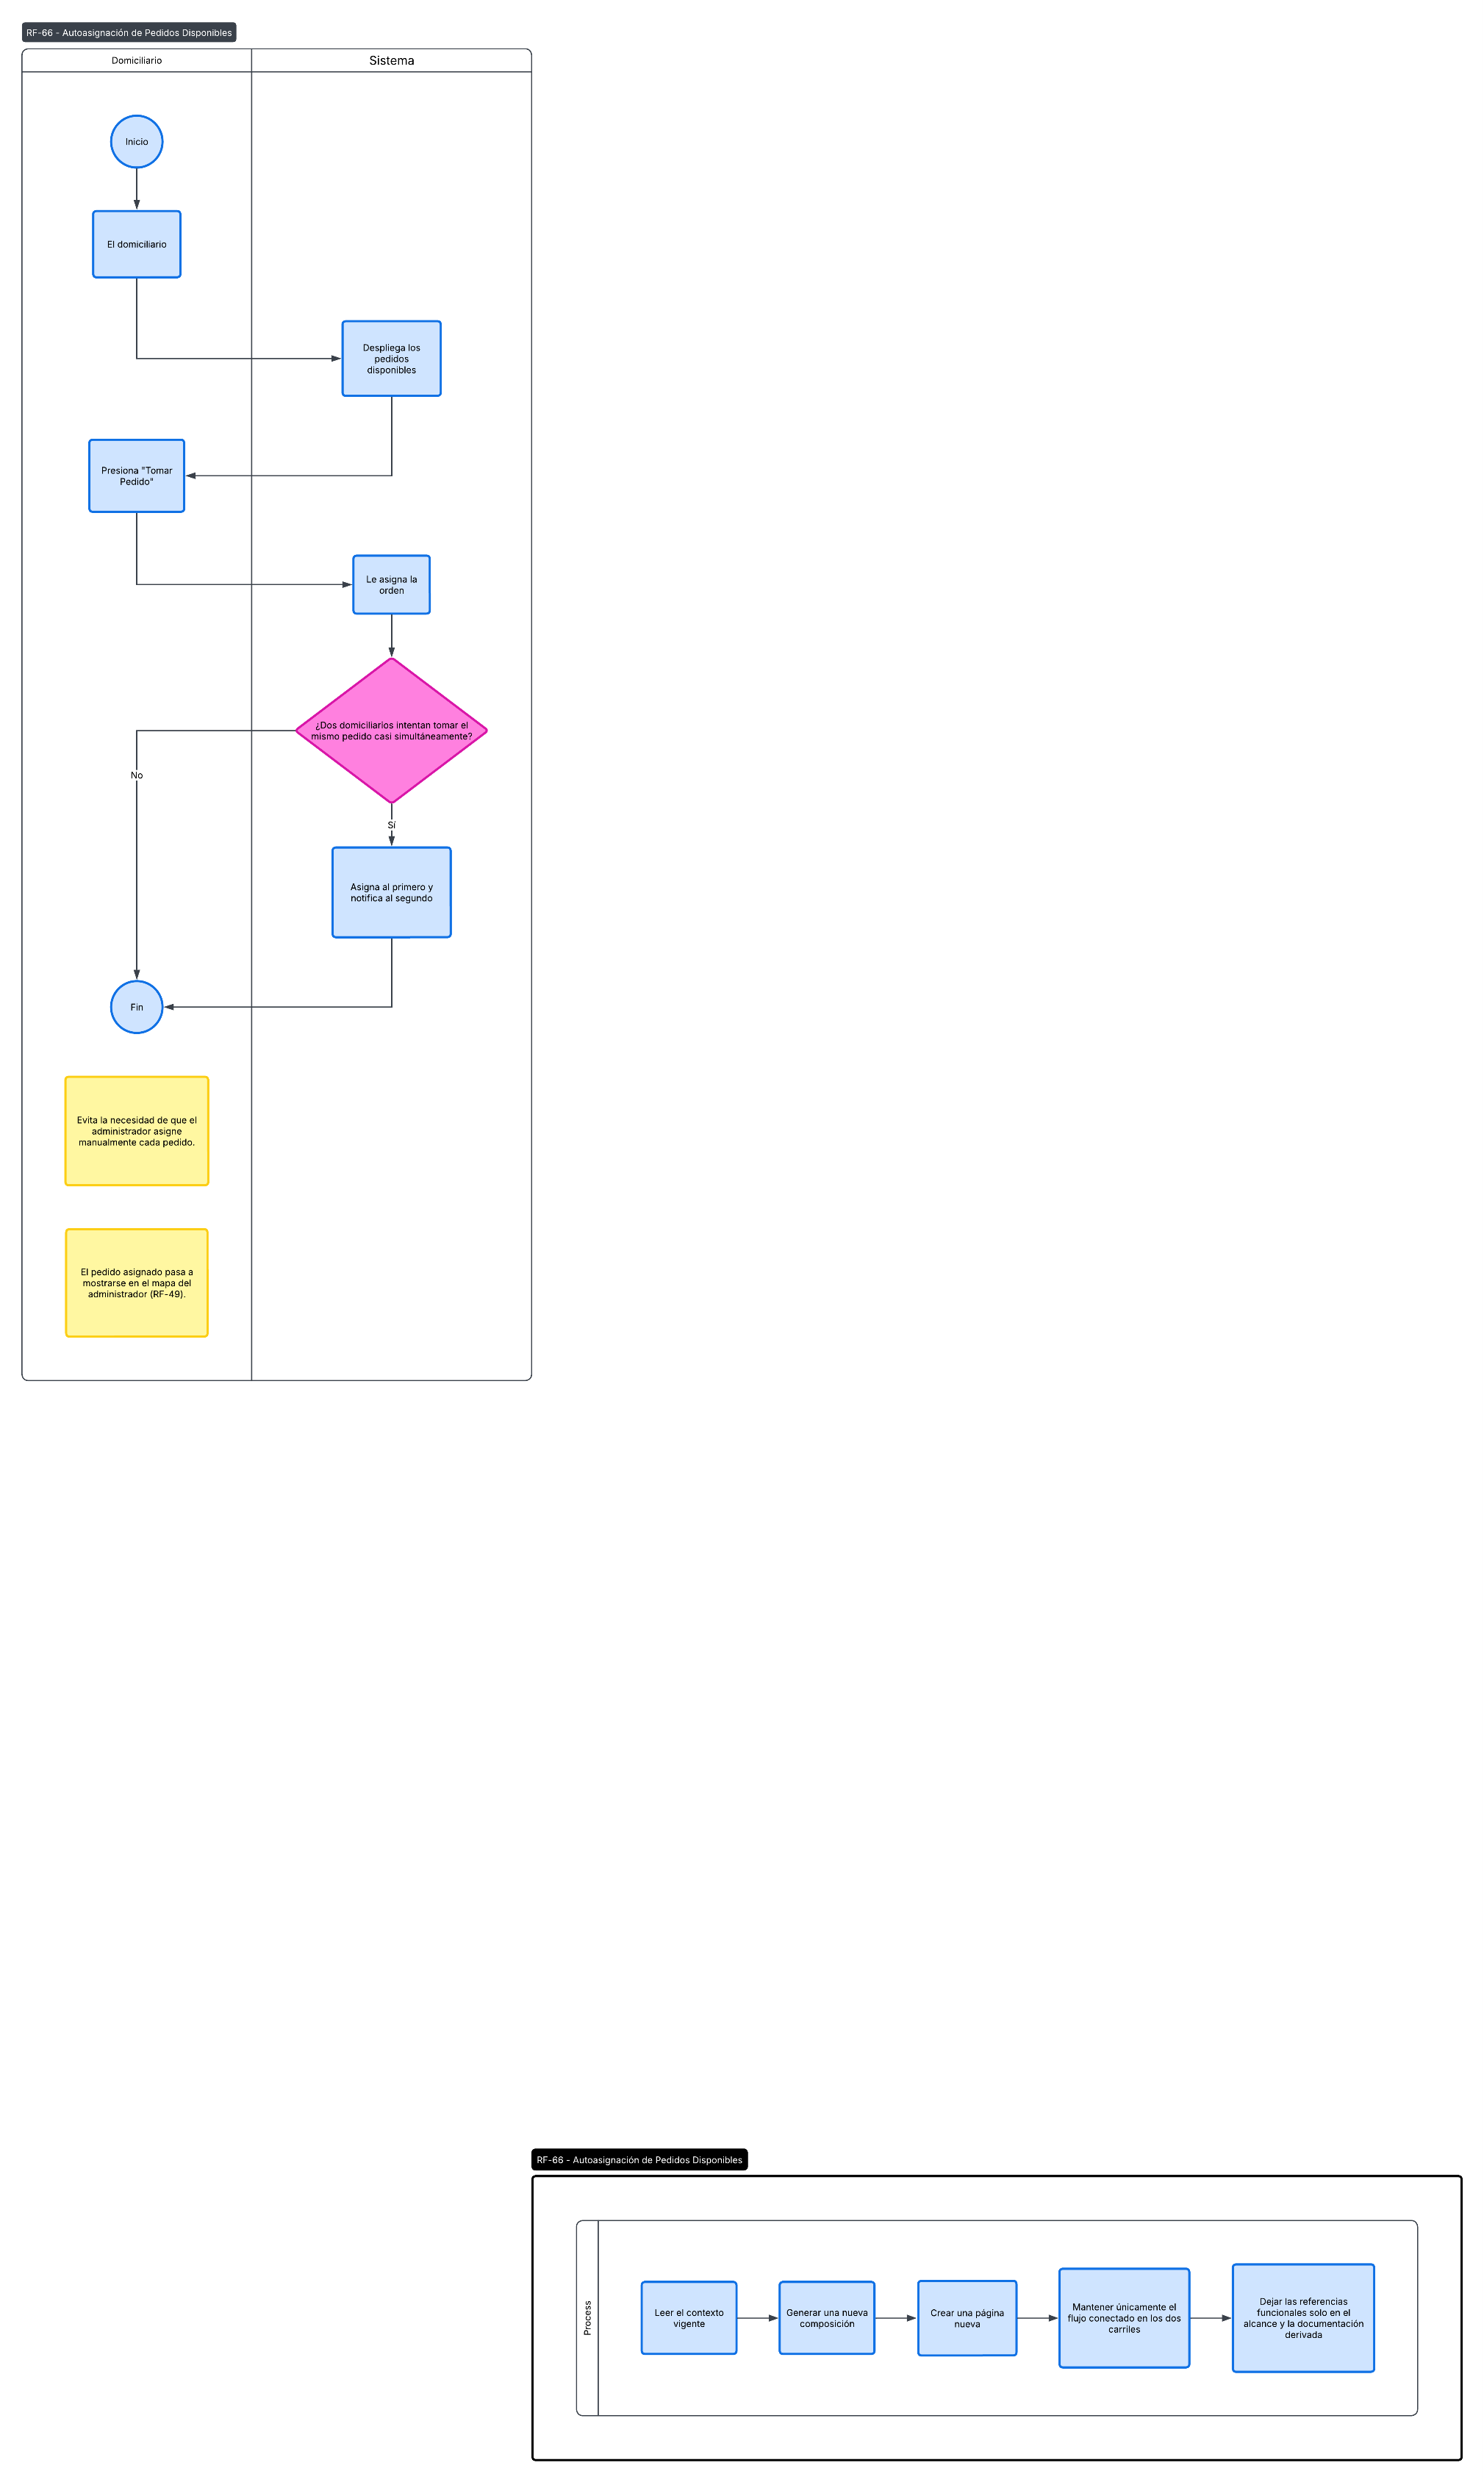 RF-66 - Autoasignación de Pedidos Disponibles
Domiciliario
Sistema
Inicio
El domiciliario
Despliega los
pedidos
disponibles
Presiona "Tomar
Pedido"
Le asigna la
orden
¿Dos domiciliarios intentan tomar el
mismo pedido casi simultáneamente?
No
Sí
Asigna al primero y
notifica al segundo
Fin
Evita la necesidad de que el
administrador asigne
manualmente cada pedido.
El pedido asignado pasa a
mostrarse en el mapa del
administrador (RF-49).
RF-66 - Autoasignación de Pedidos Disponibles
Process
Leer el contexto
vigente
Generar una nueva
composición
Crear una página
nueva
Mantener únicamente el
flujo conectado en los dos
carriles
Dejar las referencias
funcionales solo en el
alcance y la documentación
derivada